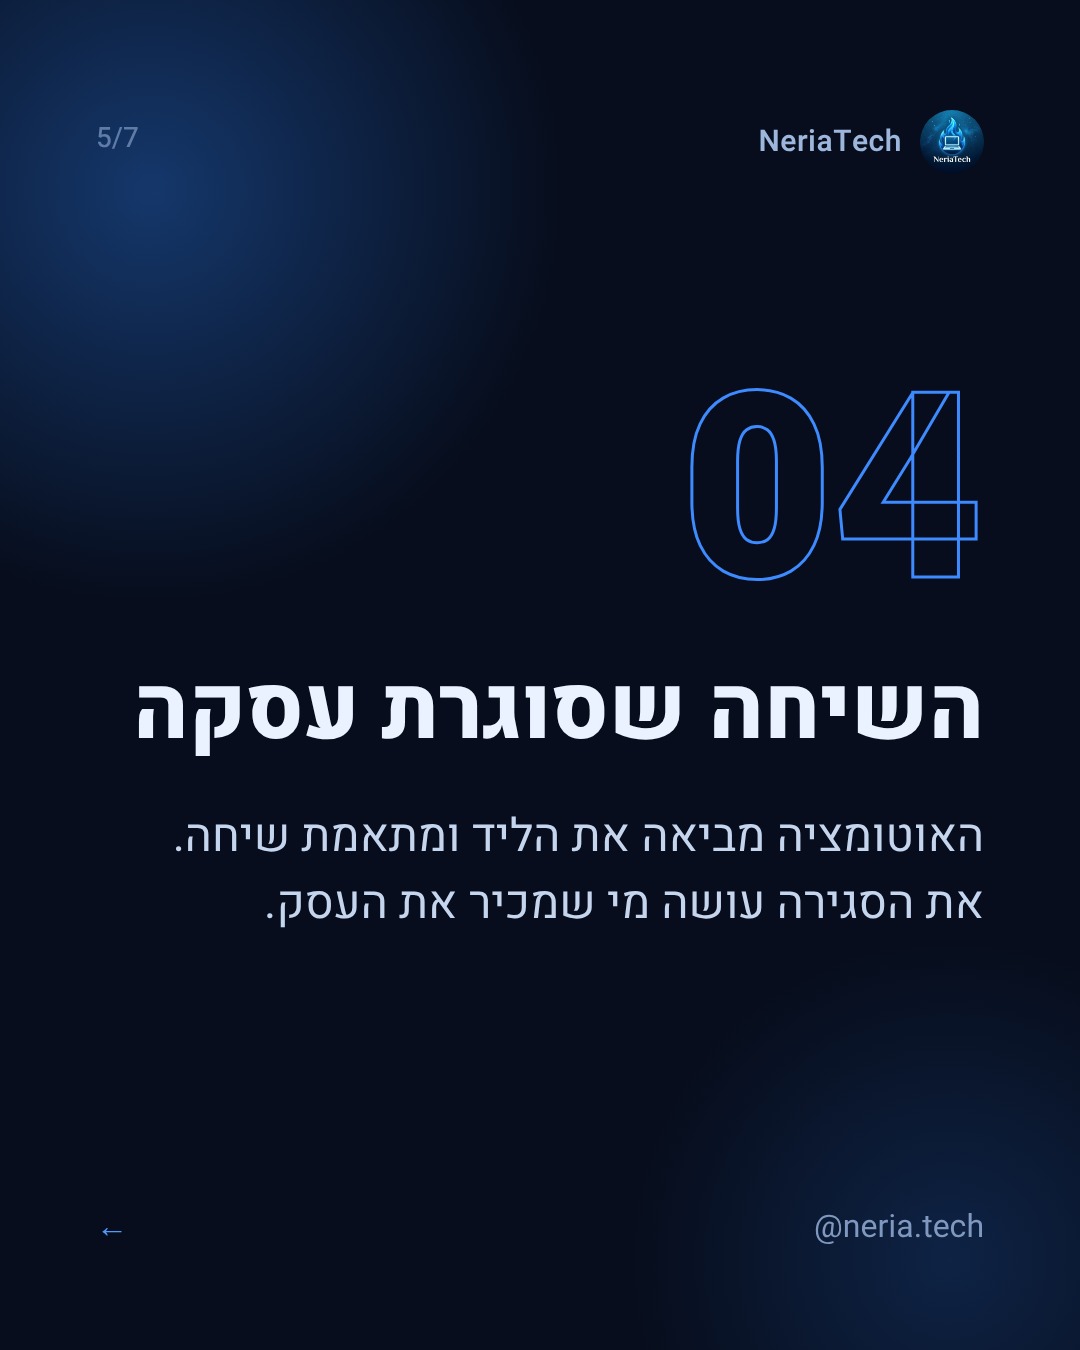 NeriaTech
NeriaTech
5/7
04
השיחה שסוגרת עסקה
האוטומציה מביאה את הליד ומתאמת שיחה.
את הסגירה עושה מי שמכיר את העסק.
@neria.tech
←